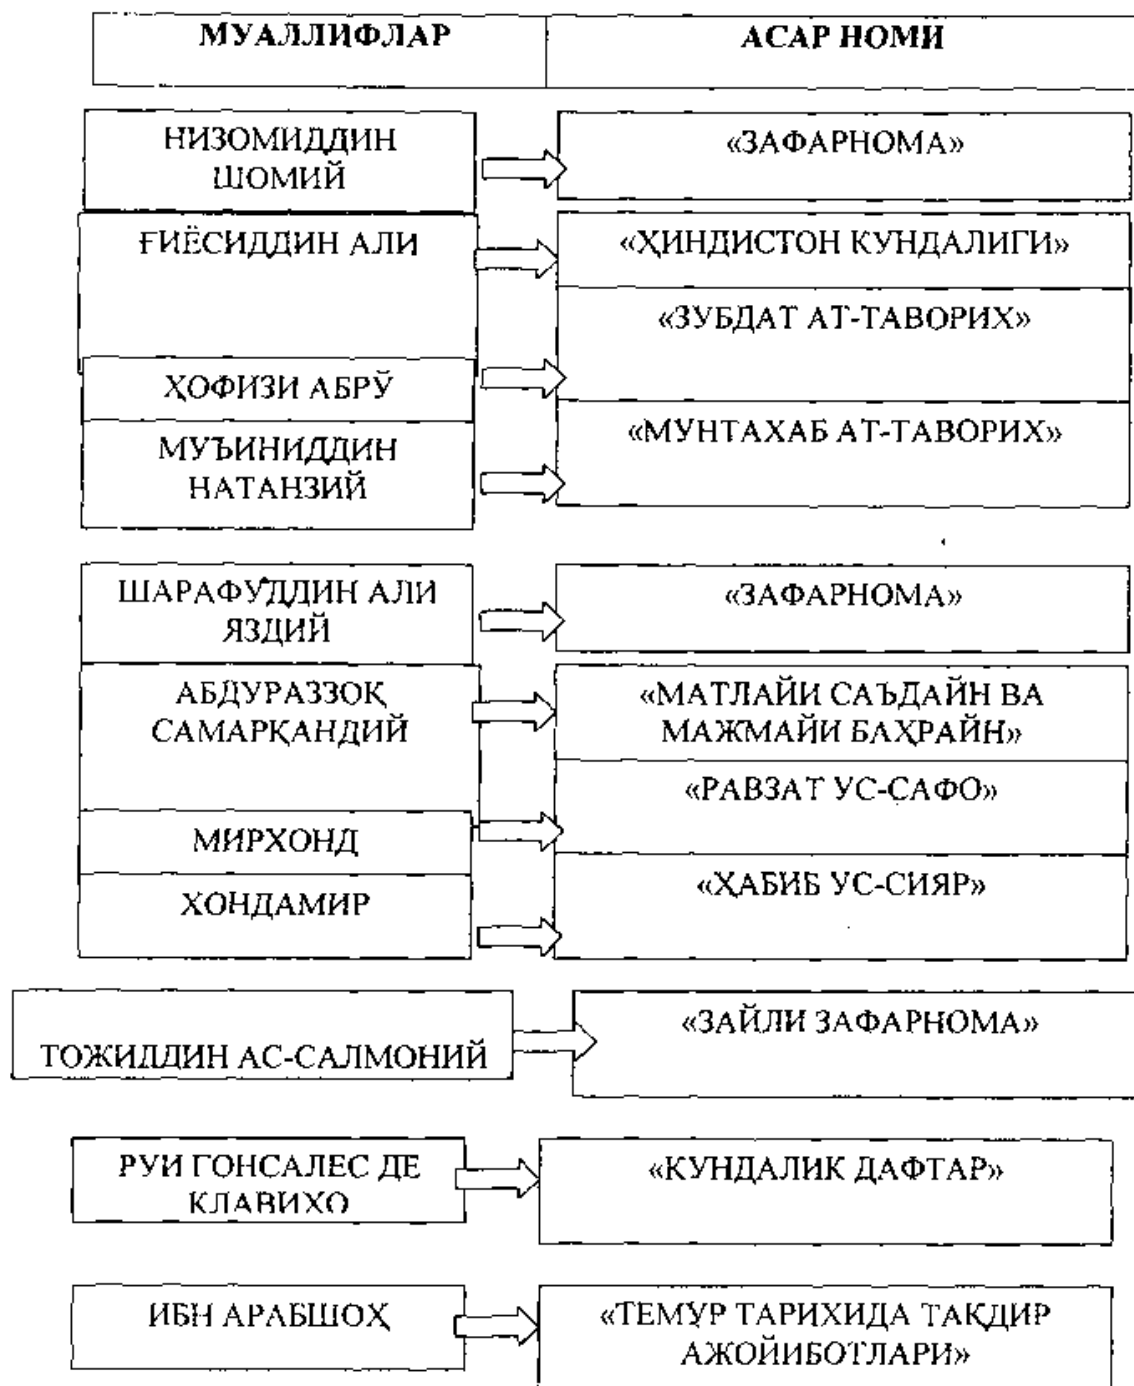 МУАЛЛИФЛАР
АСАР НОМИ
НИЗОМИДДИН
ШОМИЙ
«ЗАФАРНОМА»
ҒИЁСИДДИН АЛИ
«ҲИНДИСТОН КУНДАЛИГИ»
ҲОФИЗИ АБРЎ
«ЗУБДАТ АТ-ТАВОРИХ»
МУЪИНИДДИН
НАТАНЗИЙ
«МУНТАХАБ АТ-ТАВОРИХ»
ШАРАФУДДИН АЛИ
ЯЗДИЙ
«ЗАФАРНОМА»
АБДУРАЗЗОҚ
САМАРҚАНДИЙ
«МАТЛАЙИ САЪДАЙН ВА
МАЖМАЙИ БАҲРАЙН»
МИРХОНД
«РАВЗАТ УС-САФО»
ХОНДАМИР
«ҲАБИБ УС-СИЯР»
ТОЖИДДИН АС-САЛМОНИЙ
«ЗАЙЛИ ЗАФАРНОМА»
РУИ ГОНСАЛЕС ДЕ
КЛАВИХО
«КУНДАЛИК ДАФТАР»
ИБН АРАБШОҲ
«ТЕМУР ТАРИХИДА ТАҚДИР
АЖОЙИБОТЛАРИ»